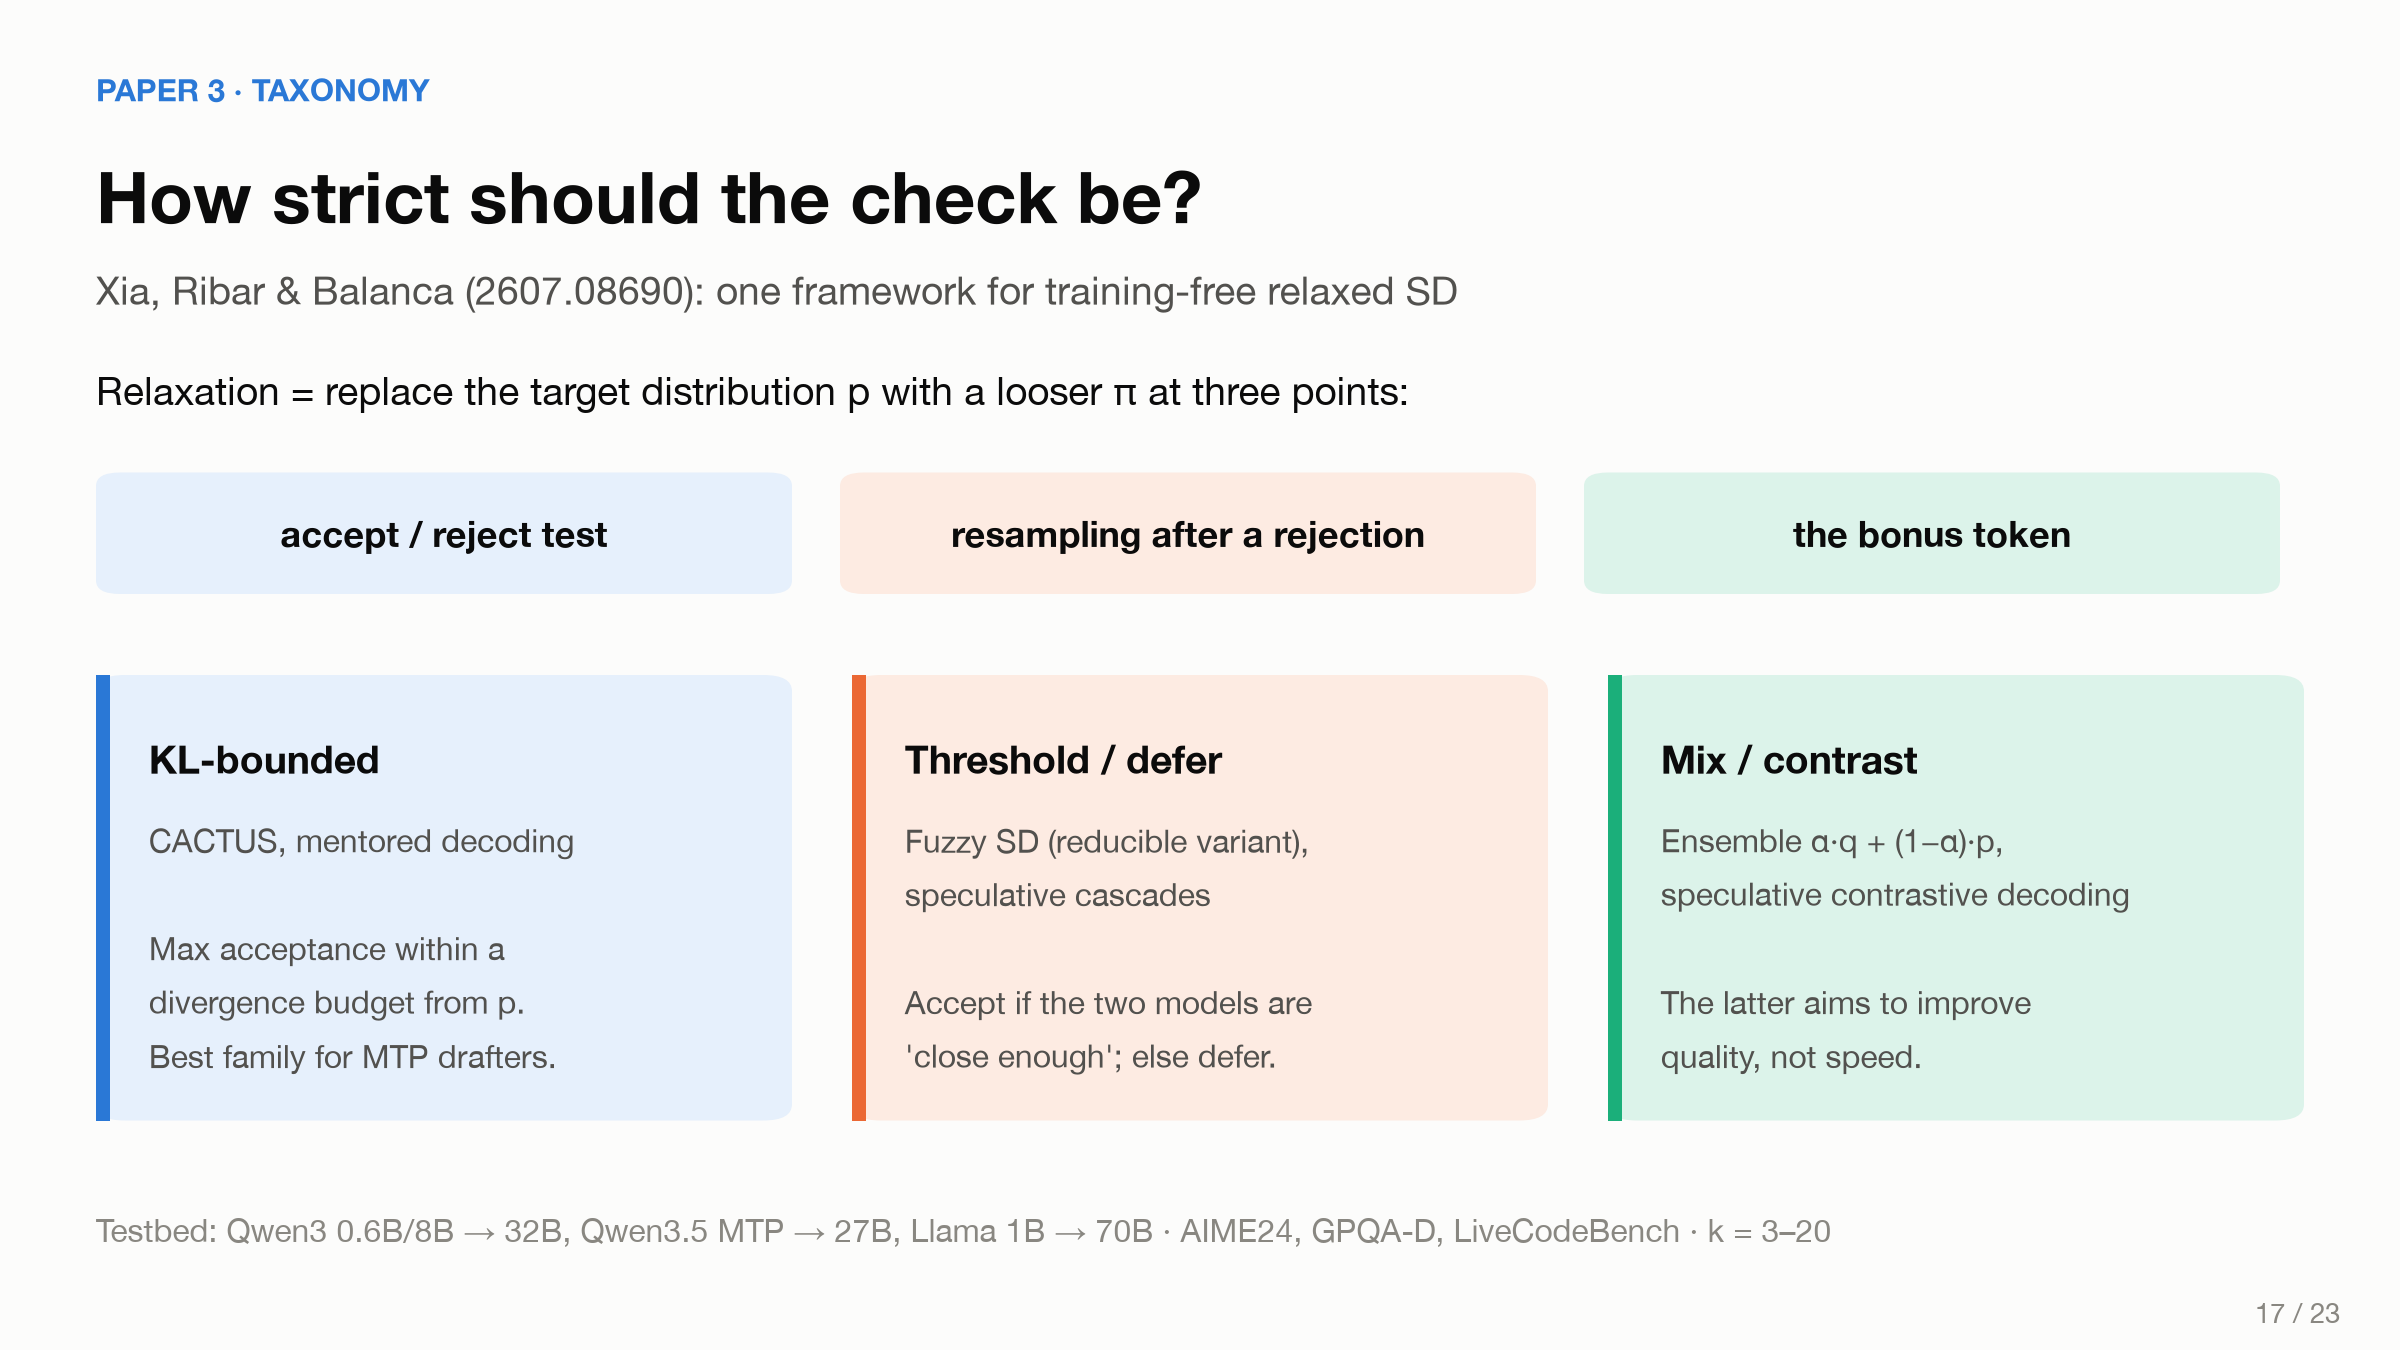 PAPER 3 · TAXONOMY
How strict should the check be?
Xia, Ribar & Balanca (2607.08690): one framework for training-free relaxed SD
Relaxation = replace the target distribution p with a looser π at three points:
accept / reject test
resampling after a rejection
the bonus token
KL-bounded
CACTUS, mentored decoding
Max acceptance within a
divergence budget from p.
Best family for MTP drafters.
Threshold / defer
Fuzzy SD (reducible variant),
speculative cascades
Accept if the two models are
'close enough'; else defer.
Mix / contrast
Ensemble α·q + (1−α)·p,
speculative contrastive decoding
The latter aims to improve
quality, not speed.
Testbed: Qwen3 0.6B/8B → 32B, Qwen3.5 MTP → 27B, Llama 1B → 70B · AIME24, GPQA-D, LiveCodeBench · k = 3–20
17 / 23